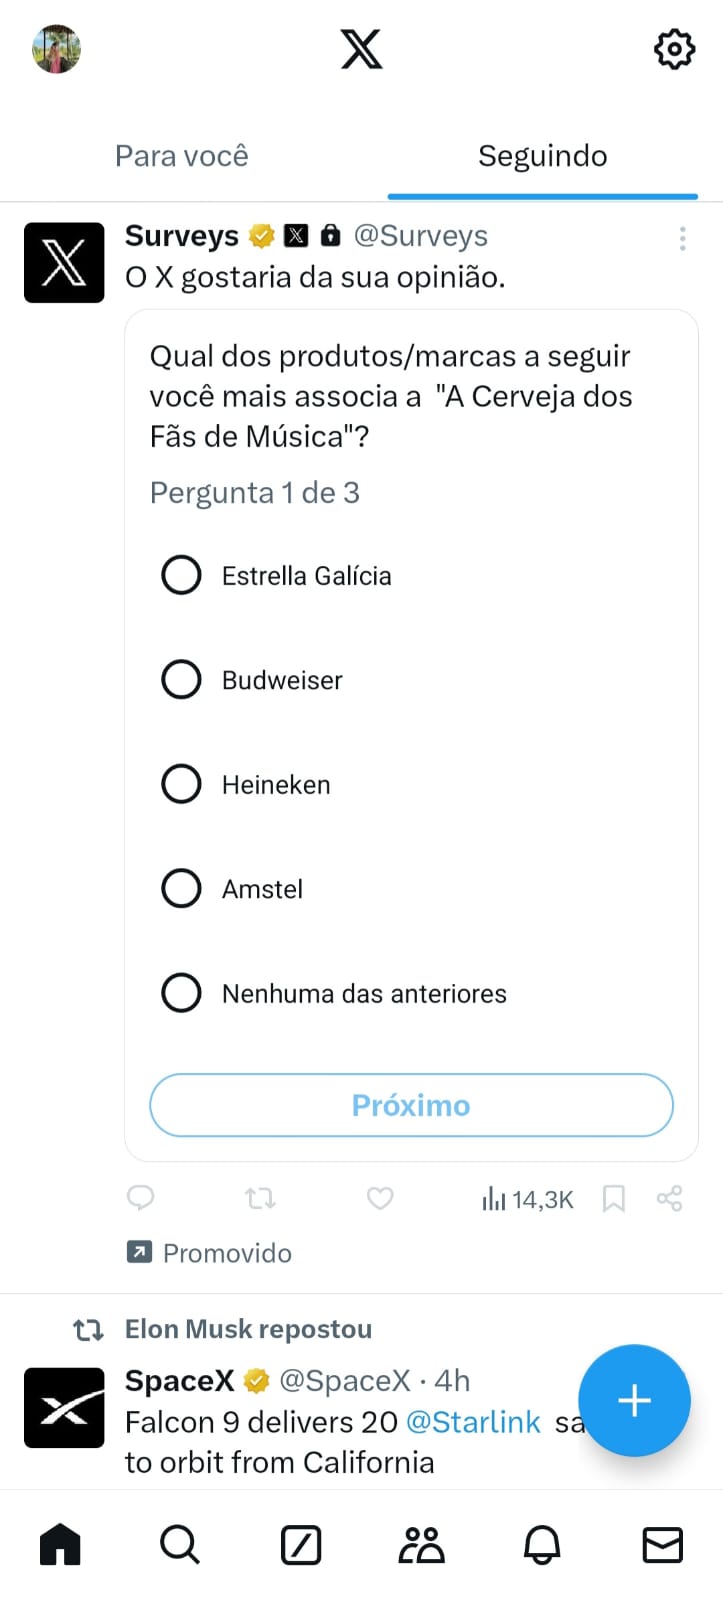 Para você
Seguindo
Surveys @Surveys
O X gostaria da sua opinião.
Qual dos produtos/marcas a seguir
você mais associa a "A Cerveja dos
Fãs de Música"?
Pergunta 1 de 3
Estrella Galícia
Budweiser
Heineken
Amstel
Nenhuma das anteriores
Próximo
14,3K
Promovido
Elon Musk repostou
SpaceX @SpaceX · 4h
Falcon 9 delivers 20 @Starlink sa
to orbit from California